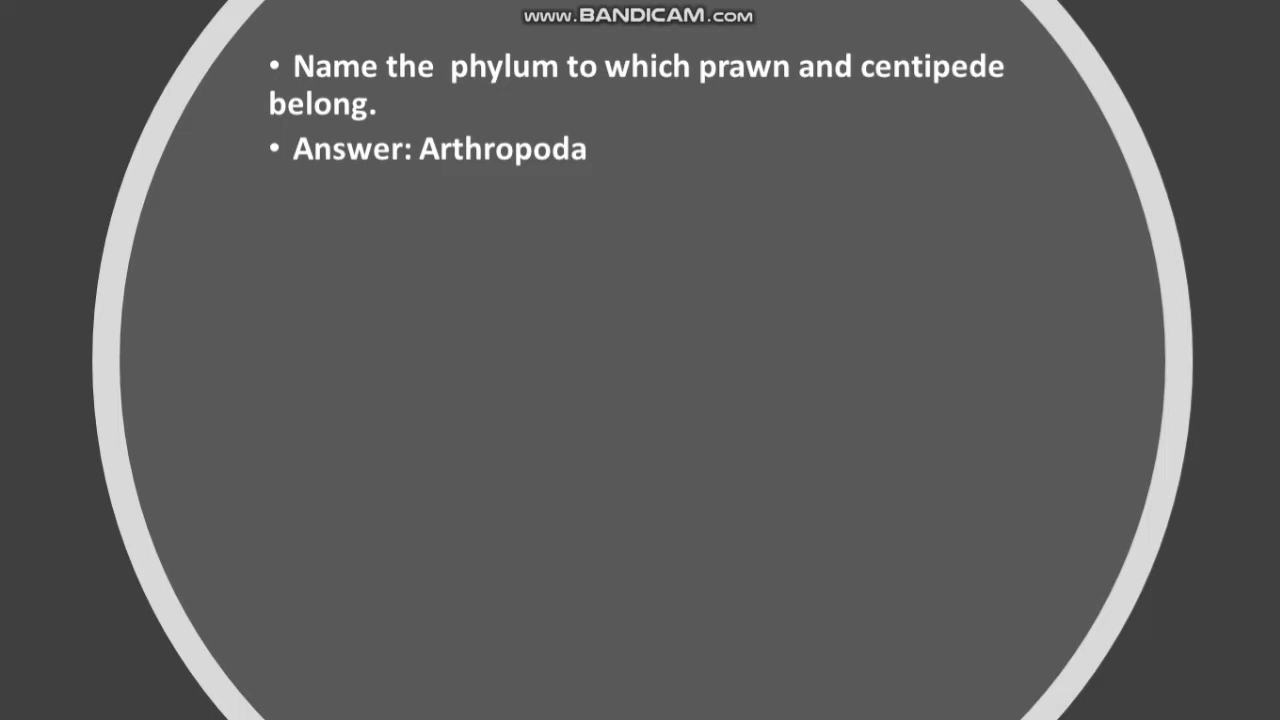 www.BANDICAM.com
• Name the  phylum to which prawn and centipede
belong.
• Answer: Arthropoda